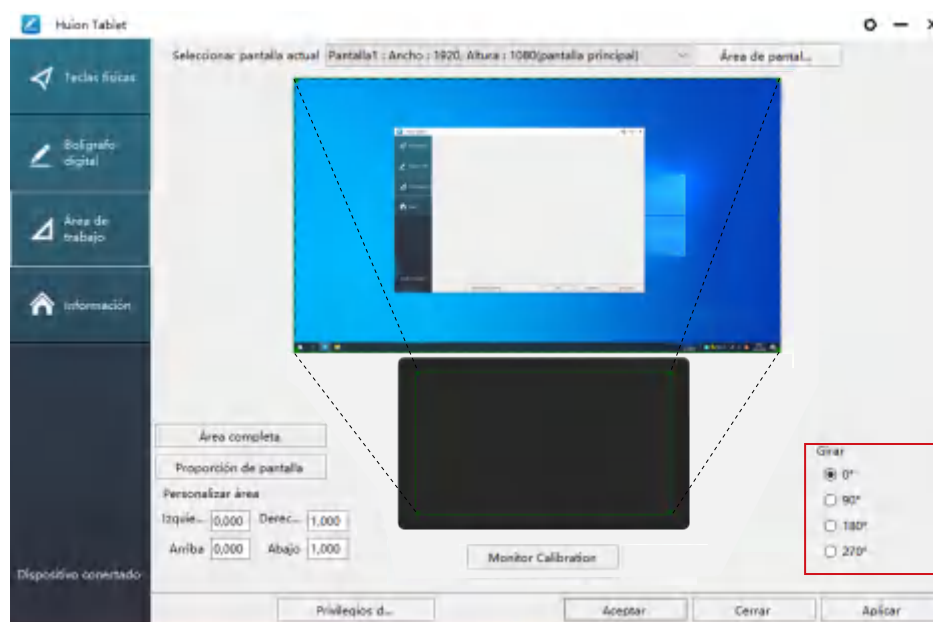 Huion Tablet
Seleccionar pantalla actual Pantalla1 : Ancho : 1920, Altura : 1080(pantalla principal) Área de pantal...
Teclas físicas
Bolígrafo
digital
Área de
trabajo
Información
Área completa
Proporción de pantalla
Personalizar área
Izquie... 0,000 Derec... 1,000
Arriba 0,000 Abajo 1,000
Monitor Calibration
Girar
0°
90°
180°
270°
Dispositivo conertado
Privilegios d... Aceptar Cerrar Aplicar